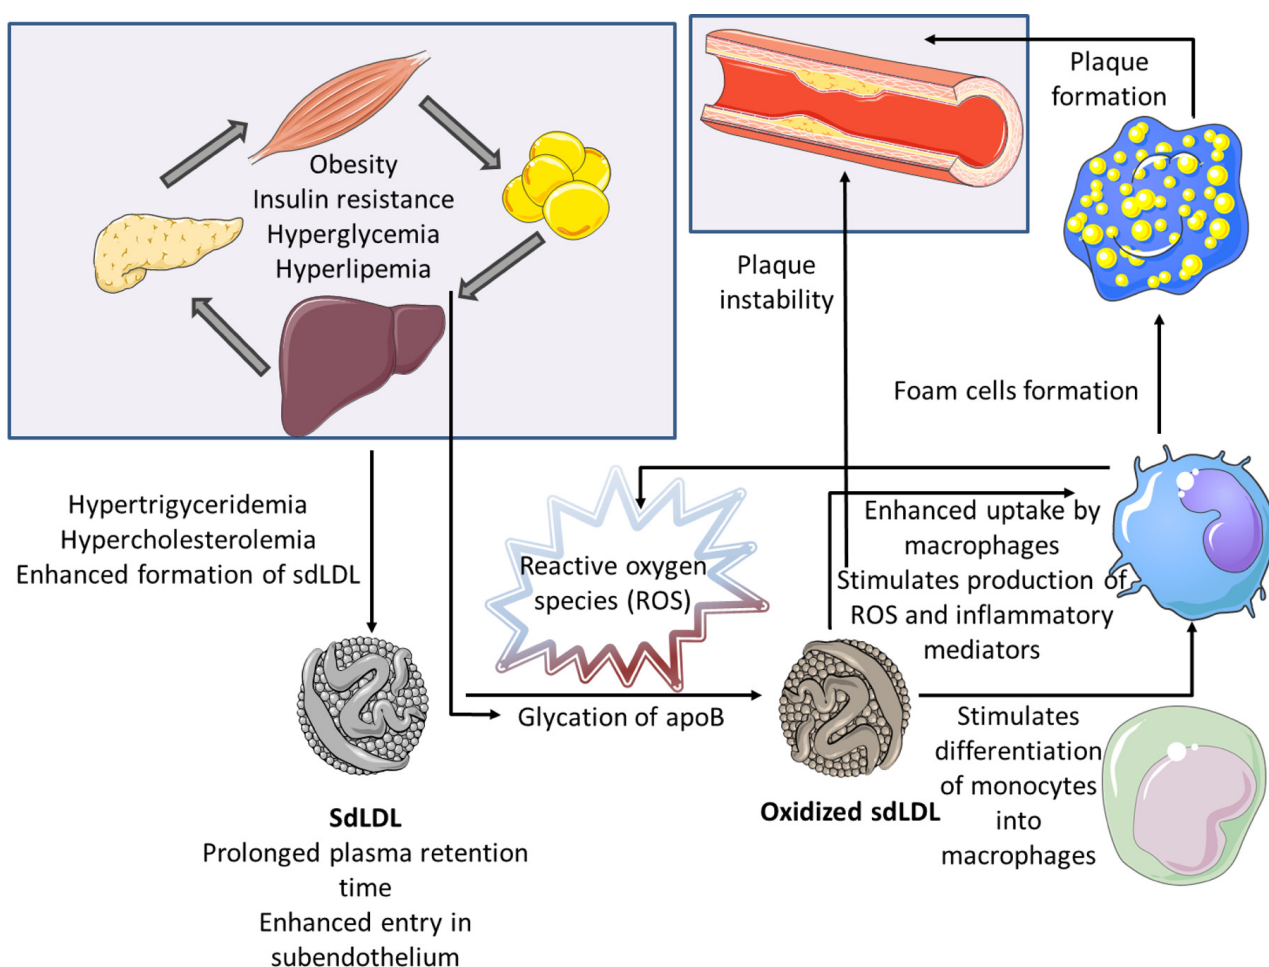 Obesity
Insulin resistance
Hyperglycemia
Hyperlipemia
Plaque
formation
Plaque
instability
Foam cells formation
Hypertrigyceridemia
Hypercholesterolemia
Enhanced formation of sdLDL
Reactive oxygen
species (ROS)
Enhanced uptake by
macrophages
Stimulates production of
ROS and inflammatory
mediators
Glycation of apoB
Stimulates
differentiation
of monocytes
into
macrophages
SdLDL
Prolonged plasma retention
time
Enhanced entry in
subendothelium
Oxidized sdLDL